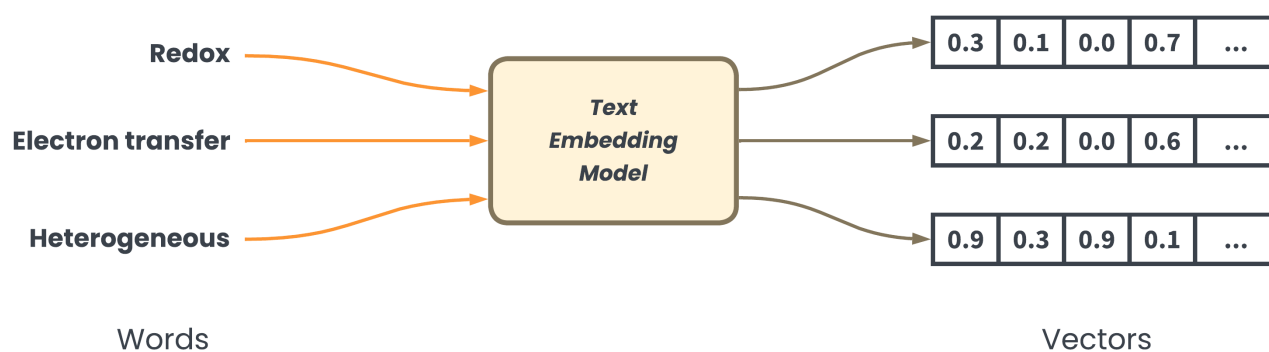 Redox
Electron transfer
Heterogeneous
Text
Embedding
Model
0.3 0.1 0.0 0.7 ...
0.2 0.2 0.0 0.6 ...
0.9 0.3 0.9 0.1 ...
Words
Vectors